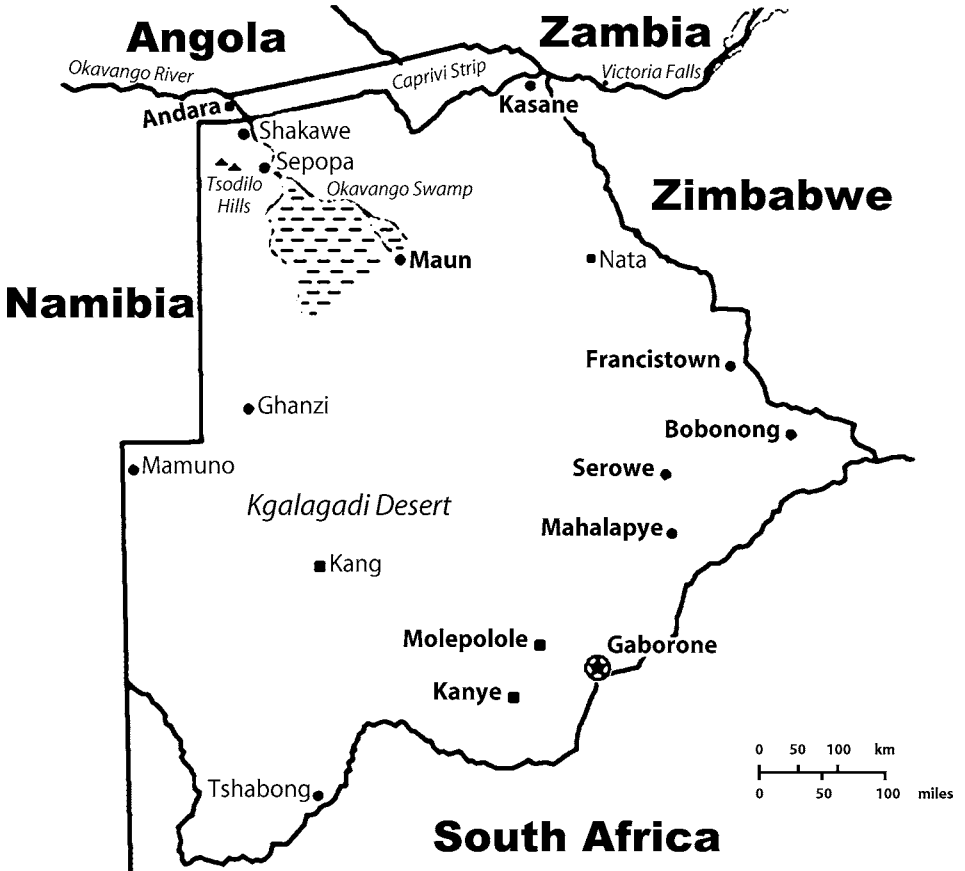 Angola
Zambia
Okavango River
Caprivi Strip
Victoria Falls
Andara
Kasane
Shakawe
Sepopa
Tsodilo
Hills
Okavango Swamp
Zimbabwe
Maun
Nata
Namibia
Francistown
Ghanzi
Bobonong
Mamuno
Serowe
Kgalagadi Desert
Mahalapye
Kang
Molepolole
Gaborone
Kanye
0 50 100 km
0 50 100 miles
Tshabong
South Africa